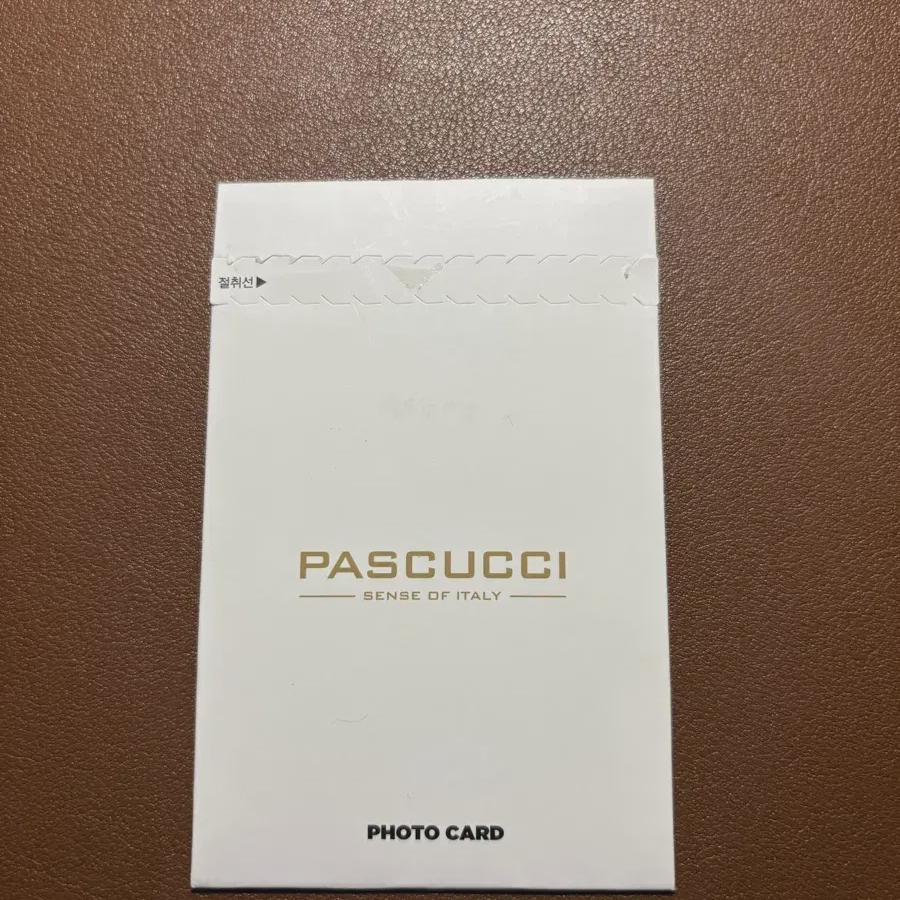 절취선▶
PASCUCCI
SENSE OF ITALY
PHOTO CARD